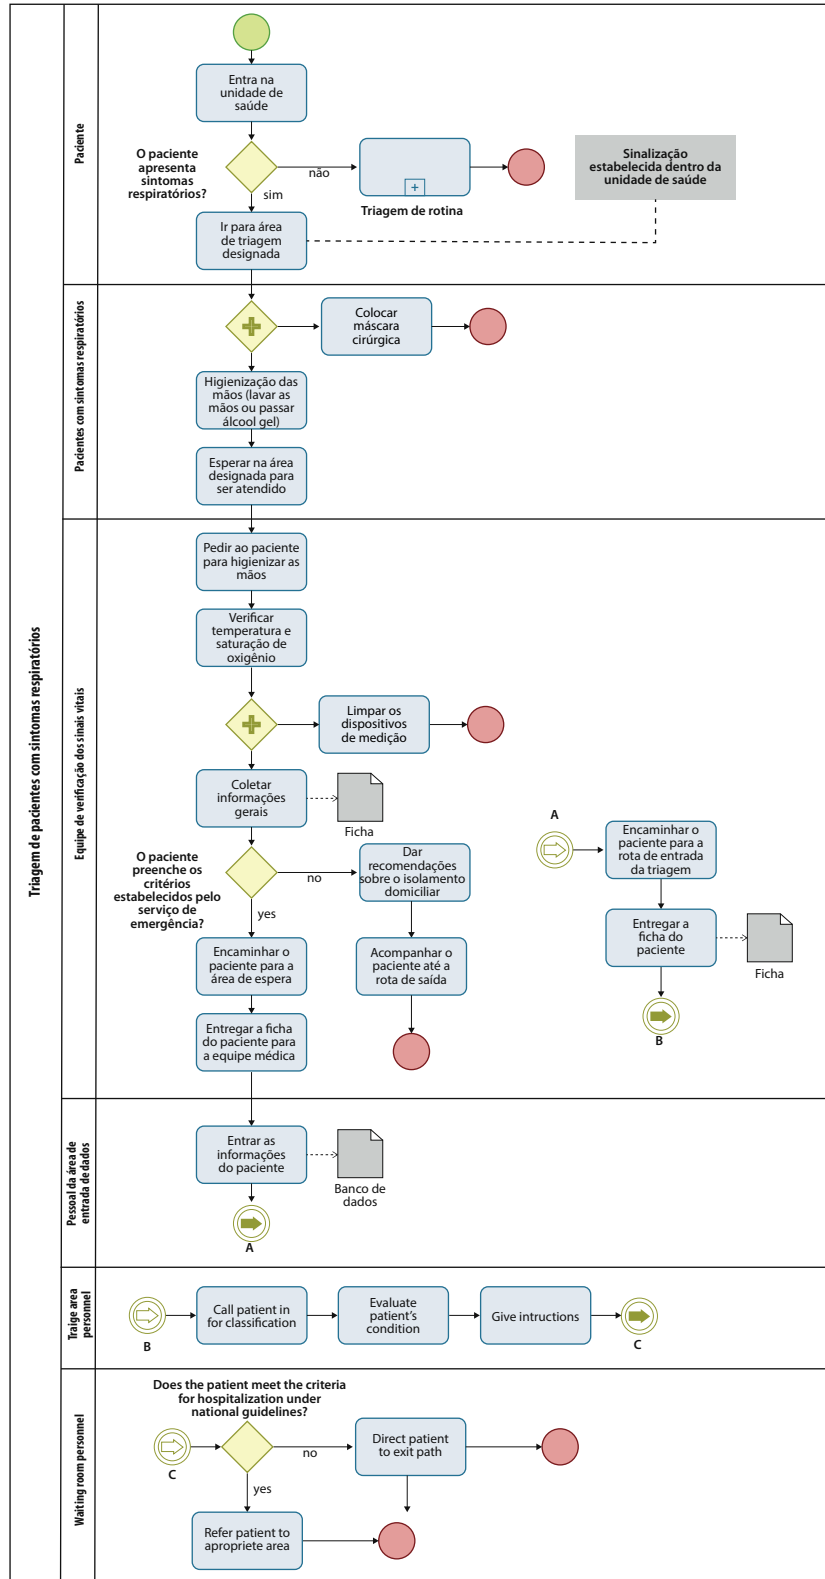 Triagem de pacientes com sintomas respiratórios
Paciente
Entra na
unidade de
saúde
O paciente
apresenta
sintomas
respiratórios?
não
sim
+
Triagem de rotina
Sinalização
estabelecida dentro da
unidade de saúde
Ir para área
de triagem
designada
Pacientes com sintomas respiratórios
Colocar
máscara
cirúrgica
Higienização das
mãos (lavar as
mãos ou passar
álcool gel)
Esperar na área
designada para
ser atendido
Equipe de verificação dos sinais vitais
Pedir ao paciente
para higienizar as
mãos
Verificar
temperatura e
saturação de
oxigênio
Limpar os
dispositivos
de medição
Coletar
informações
gerais
Ficha
O paciente
preenche os
critérios
estabelecidos pelo
serviço de
emergência?
no
yes
Dar
recomendações
sobre o isolamento
domiciliar
Encaminhar o
paciente para a
área de espera
Acompanhar o
paciente até a
rota de saída
Entregar a ficha
do paciente para
a equipe médica
A
Encaminhar o
paciente para a
rota de entrada
da triagem
Entregar a
ficha do
paciente
Ficha
B
Pessoal da área de
entrada de dados
Entrar as
informações
do paciente
Banco de
dados
A
Traige area
personnel
B
Call patient in
for classification
Evaluate
patient's
condition
Give intructions
C
Waiting room personnel
Does the patient meet the criteria
for hospitalization under
national guidelines?
C
no
yes
Direct patient
to exit path
Refer patient to
apropriete area